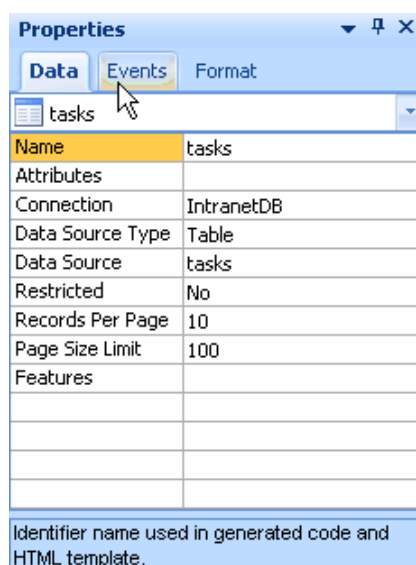 Properties
Data Events Format
tasks
Name tasks
Attributes
Connection IntranetDB
Data Source Type Table
Data Source tasks
Restricted No
Records Per Page 10
Page Size Limit 100
Features
Identifier name used in generated code and
HTML template.